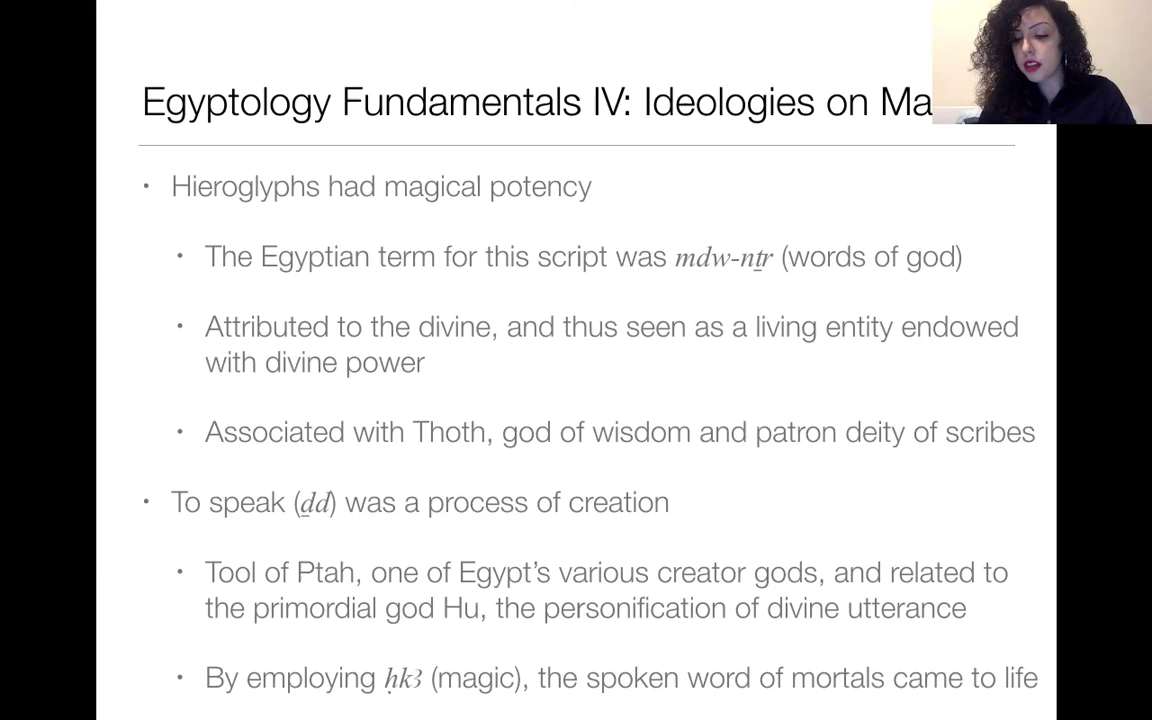 Egyptology Fundamentals IV: Ideologies on
• Hieroglyphs had magical potency
• The Egyptian term for this script was mdw-nṯr (words of god)
• Attributed to the divine, and thus seen as a living entity endowed
with divine power
• Associated with Thoth, god of wisdom and patron deity of scribes
• To speak (ḏd) was a process of creation
• Tool of Ptah, one of Egypt’s various creator gods, and related to
the primordial god Hu, the personification of divine utterance
• By employing ḥkꜣ (magic), the spoken word of mortals came to life